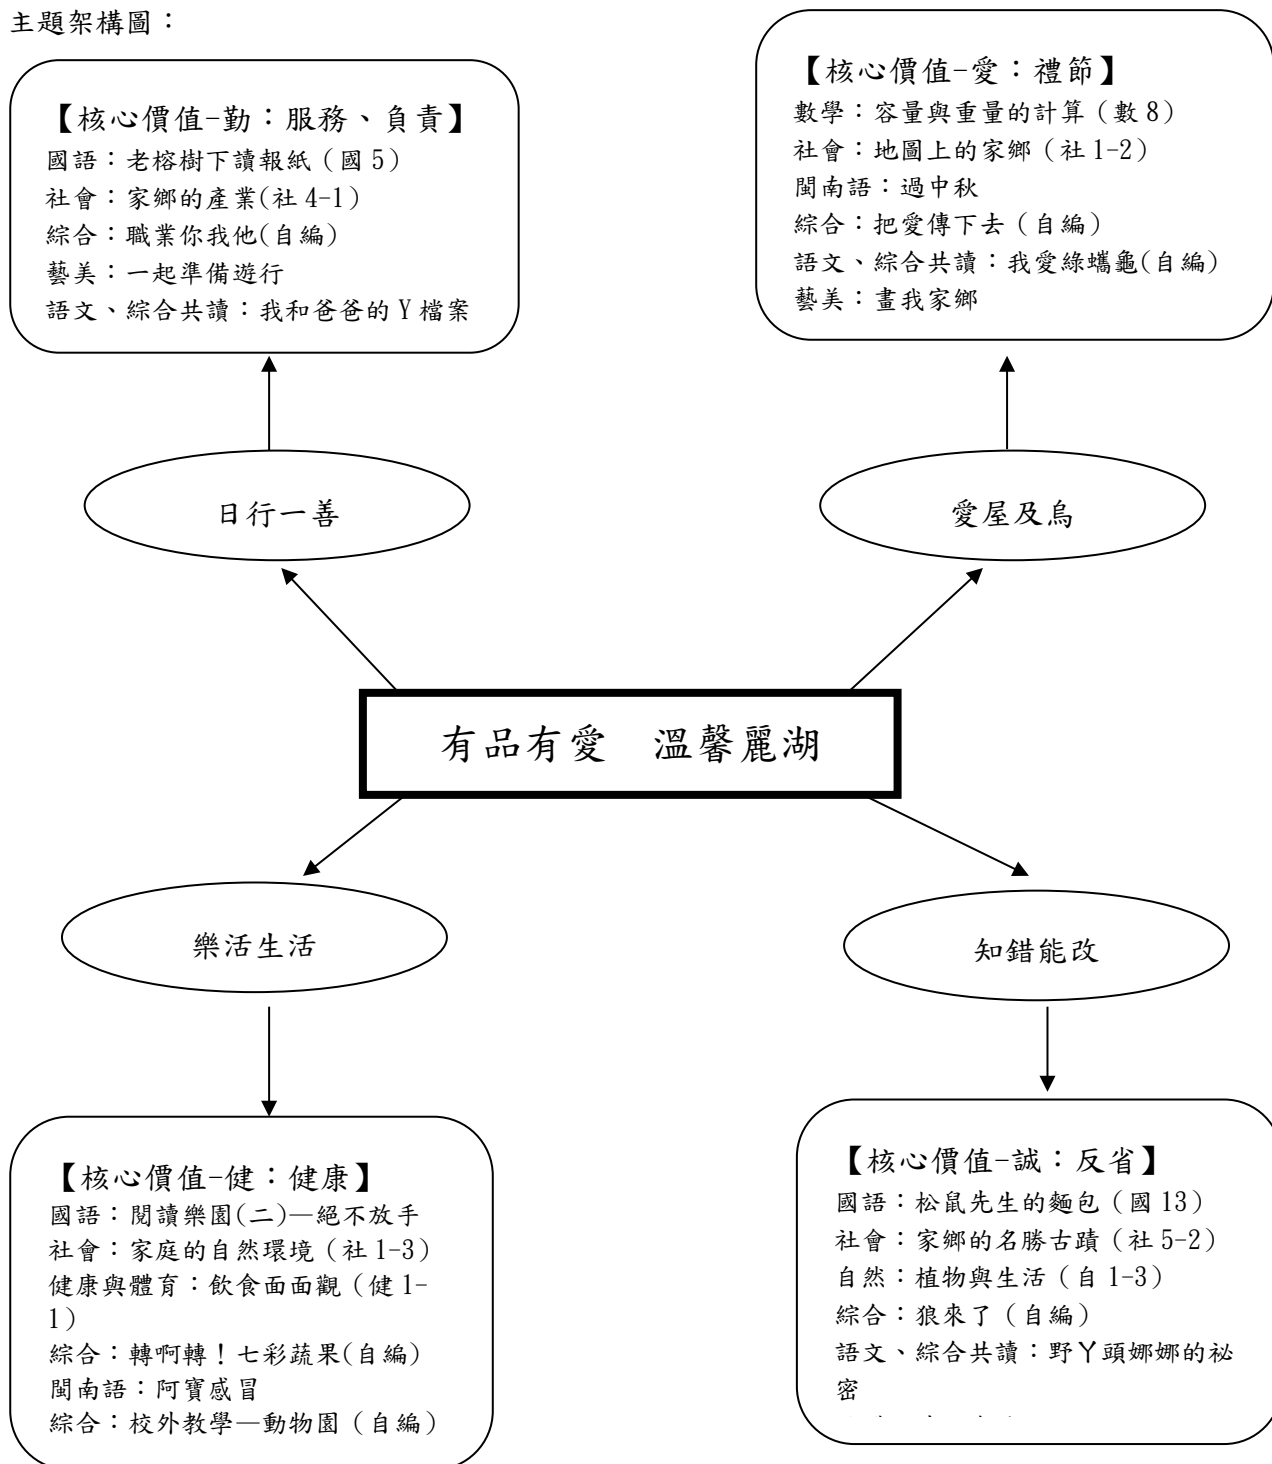 主題架構圖：
【核心價值-勤：服務、負責】
國語：老榕樹下讀報紙（國 5）
社會：家鄉的產業(社 4-1)
綜合：職業你我他(自編)
藝美：一起準備遊行
語文、綜合共讀：我和爸爸的 Y 檔案
【核心價值-愛：禮節】
數學：容量與重量的計算（數 8）
社會：地圖上的家鄉（社 1-2）
閩南語：過中秋
綜合：把愛傳下去（自編）
語文、綜合共讀：我愛綠蠵龜(自編)
藝美：畫我家鄉
日行一善
愛屋及烏
有品有愛　溫馨麗湖
樂活生活
知錯能改
【核心價值-健：健康】
國語：閱讀樂園(二)—絕不放手
社會：家庭的自然環境（社 1-3）
健康與體育：飲食面面觀（健 1-
1）
綜合：轉啊轉！七彩蔬果(自編)
閩南語：阿寶感冒
綜合：校外教學—動物園（自編）
【核心價值-誠：反省】
國語：松鼠先生的麵包（國 13）
社會：家鄉的名勝古蹟（社 5-2）
自然：植物與生活（自 1-3）
綜合：狼來了（自編）
語文、綜合共讀：野丫頭娜娜的祕
密